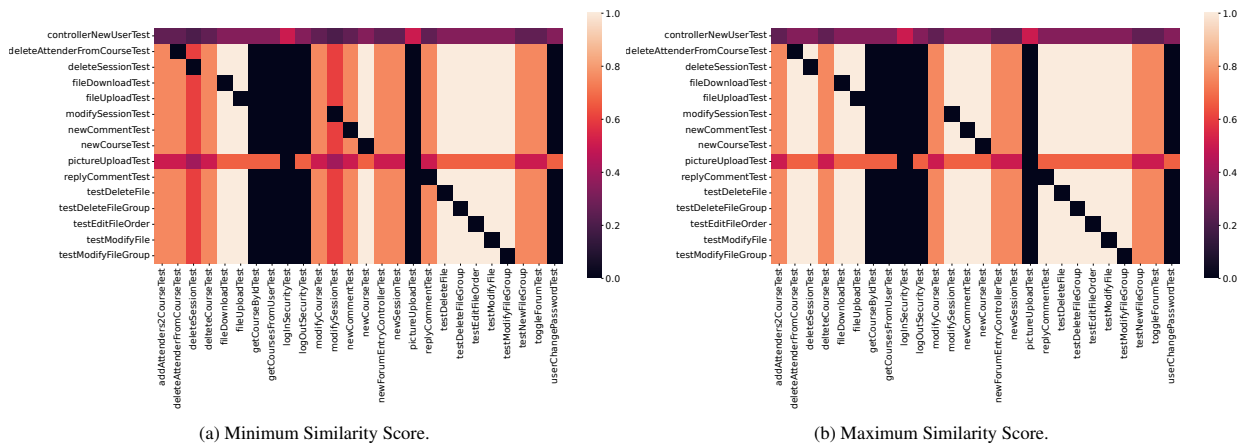 controllerNewUserTest
deleteAttenderFromCourseTest
deleteSessionTest
fileDownloadTest
fileUploadTest
modifySessionTest
newCommentTest
newCourseTest
pictureUploadTest
replyCommentTest
testDeleteFile
testDeleteFileGroup
testEditFileOrder
testModifyFile
testModifyFileGroup
addAttenders2CourseTest
deleteAttenderFromCourseTest
deleteSessionTest
delteteCourseTest
fileDownloadTest
fileUploadTest
getCourseByIdTest
getCoursesFromUserTest
logInSecurityTest
logOutSecurityTest
modifyCourseTest
modifySessionTest
newCommentTest
newCourseTest
newForumEntryControllerTest
newSessionTest
pictureUploadTest
replyCommentTest
testDeleteFile
testDeleteFileGroup
testEditFileOrder
testModifyFile
testModifyFileGroup
testNewFileGroup
toggleForumTest
userChangePasswordTest
1.0
0.8
0.6
0.4
0.2
0.0
(a) Minimum Similarity Score.
controllerNewUserTest
deleteAttenderFromCourseTest
deleteSessionTest
fileDownloadTest
fileUploadTest
modifySessionTest
newCommentTest
newCourseTest
pictureUploadTest
replyCommentTest
testDeleteFile
testDeleteFileGroup
testEditFileOrder
testModifyFile
testModifyFileGroup
addAttenders2CourseTest
deleteAttenderFromCourseTest
deleteSessionTest
delteteCourseTest
fileDownloadTest
fileUploadTest
getCourseByIdTest
getCoursesFromUserTest
logInSecurityTest
logOutSecurityTest
modifyCourseTest
modifySessionTest
newCommentTest
newCourseTest
newForumEntryControllerTest
newSessionTest
pictureUploadTest
replyCommentTest
testDeleteFile
testDeleteFileGroup
testEditFileOrder
testModifyFile
testModifyFileGroup
testNewFileGroup
toggleForumTest
userChangePasswordTest
1.0
0.8
0.6
0.4
0.2
0.0
(b) Maximum Similarity Score.